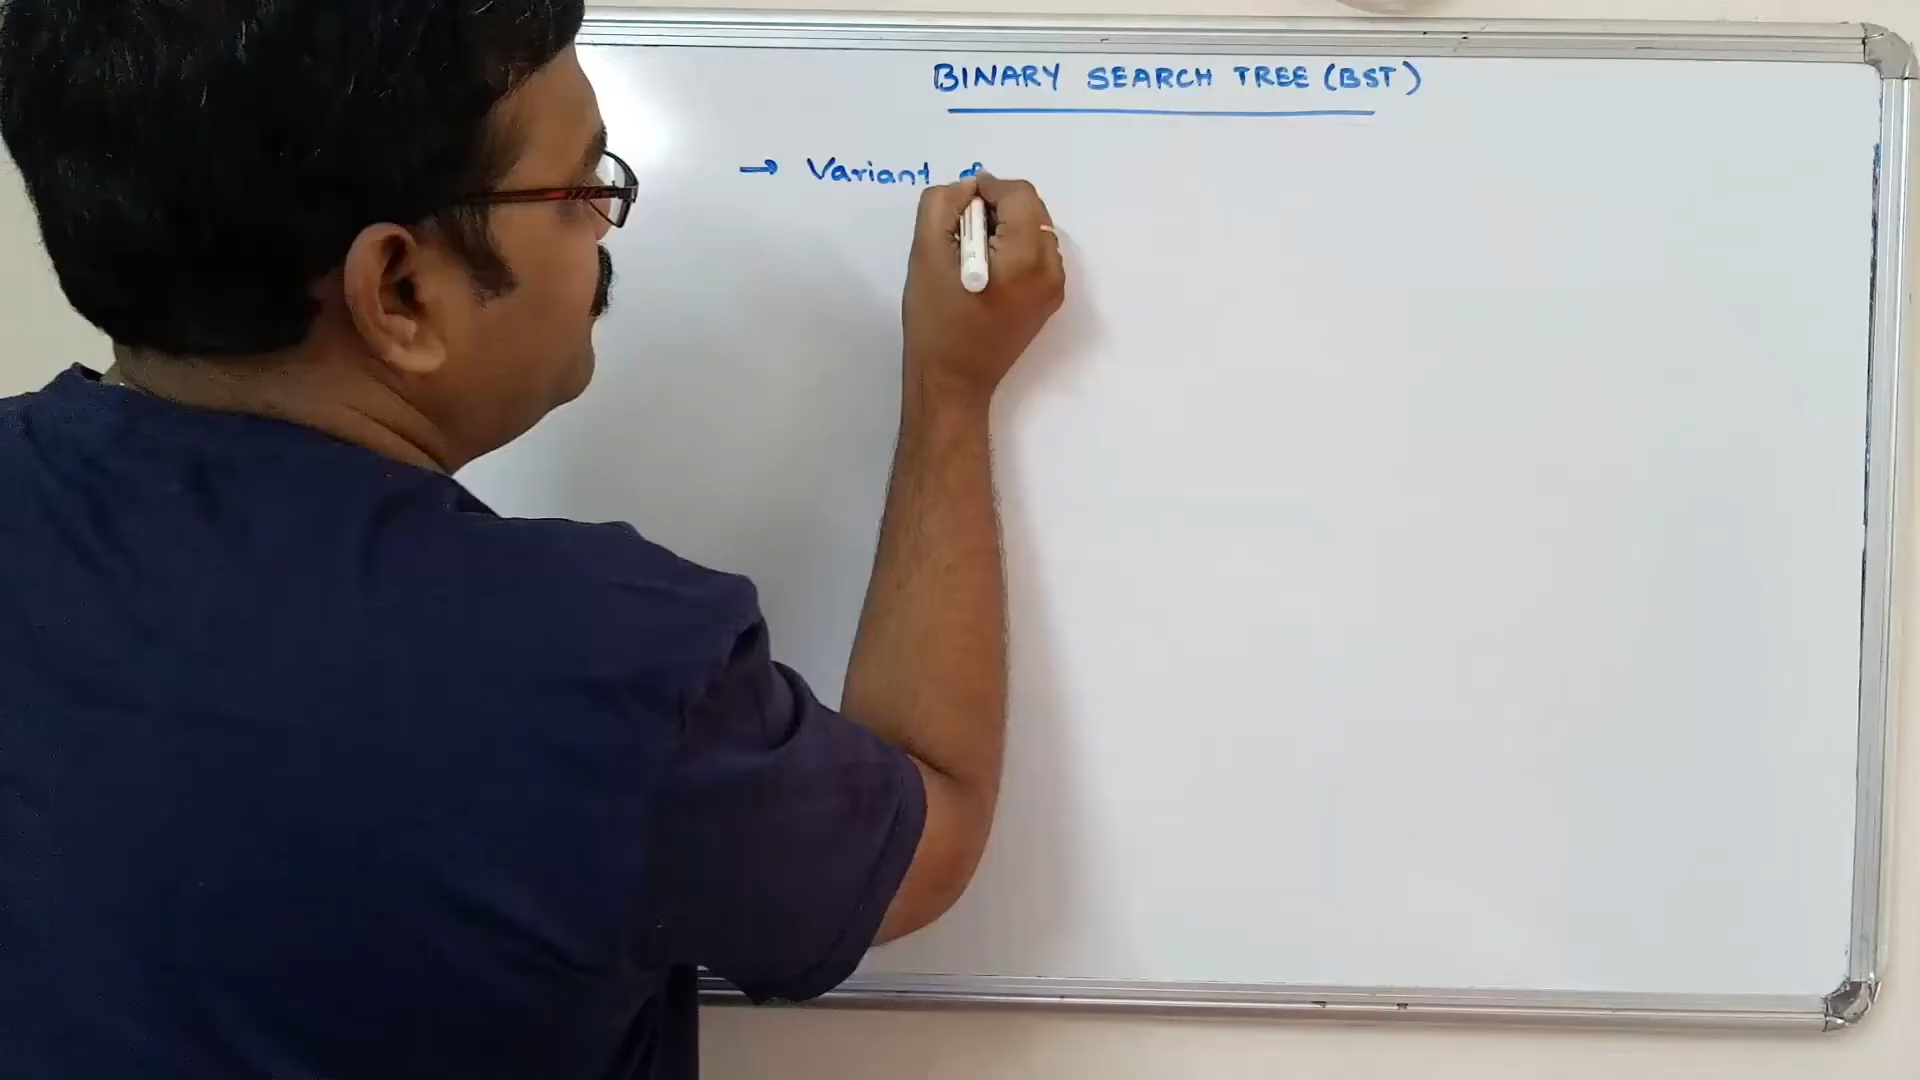 BINARY SEARCH TREE (BST)
→ Variant